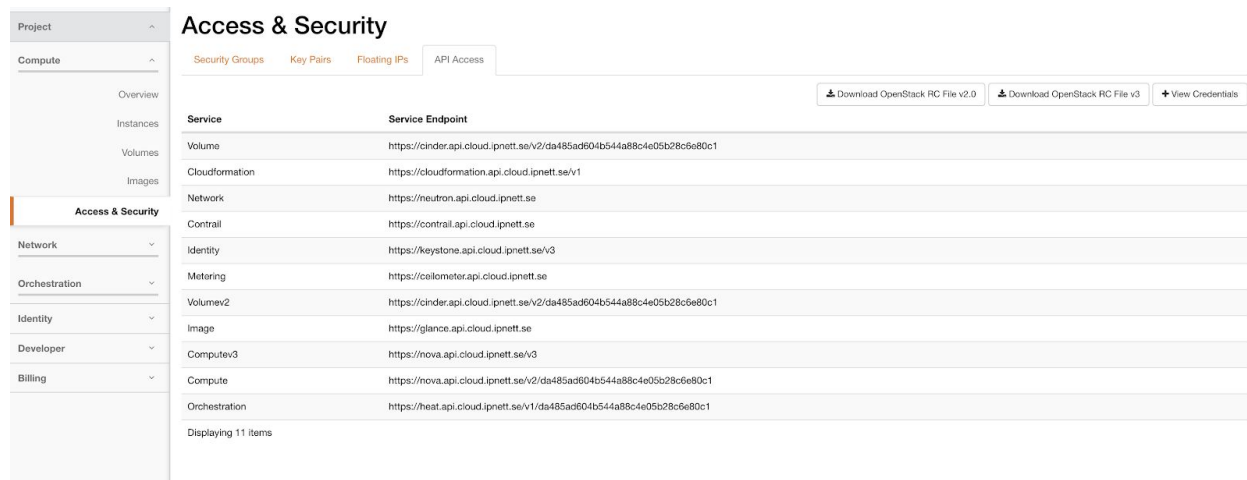 Project
Compute
Overview
Instances
Volumes
Images
Access & Security
Network
Orchestration
Identity
Developer
Billing
Access & Security
Security Groups Key Pairs Floating IPs API Access
Download OpenStack RC File v2.0 Download OpenStack RC File v3 View Credentials
Service Service Endpoint
Volume https://cinder.api.cloud.ipnett.se/v2/da485ad604b544a88c4e05b28c6e80c1
Cloudformation https://cloudformation.api.cloud.ipnett.se/v1
Network https://neutron.api.cloud.ipnett.se
Contrail https://contrail.api.cloud.ipnett.se
Identity https://keystone.api.cloud.ipnett.se/v3
Metering https://ceilometer.api.cloud.ipnett.se
Volumev2 https://cinder.api.cloud.ipnett.se/v2/da485ad604b544a88c4e05b28c6e80c1
Image https://glance.api.cloud.ipnett.se
Computev3 https://nova.api.cloud.ipnett.se/v3
Compute https://nova.api.cloud.ipnett.se/v2/da485ad604b544a88c4e05b28c6e80c1
Orchestration https://heat.api.cloud.ipnett.se/v1/da485ad604b544a88c4e05b28c6e80c1
Displaying 11 items